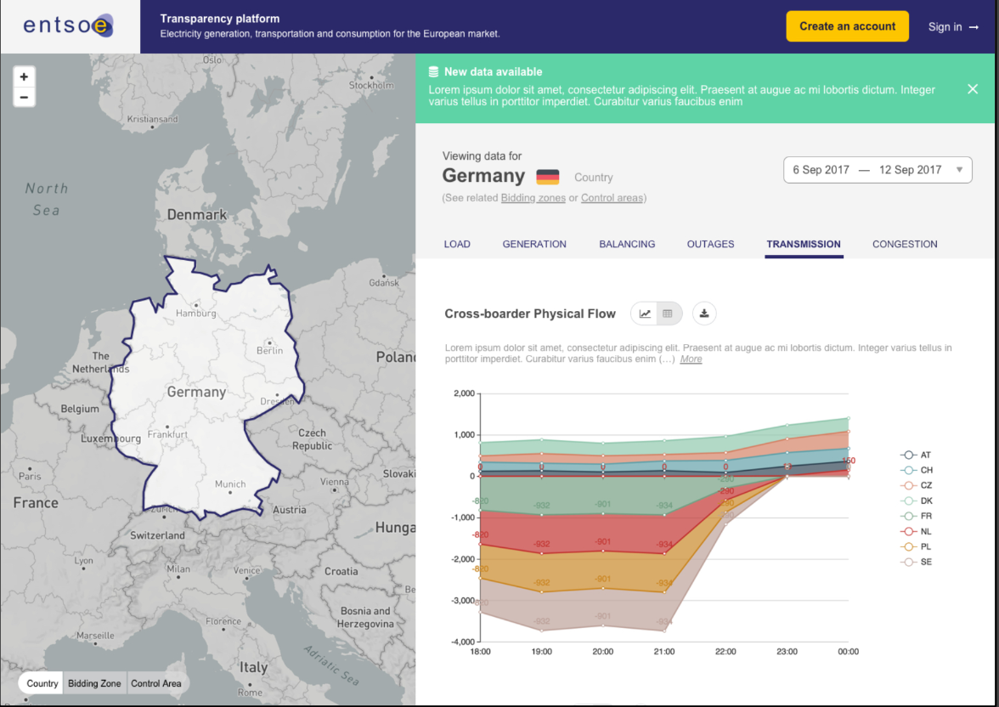 entsoe
Transparency platform
Electricity generation, transportation and consumption for the European market.
Create an account
Sign in →
+
−
Oslo
Stockholm
Kristiansand
North
Sea
Denmark
Gdańsk
Hamburg
Berlin
The
Netherlands
Poland
Germany
Dresden
Belgium
Frankfurt
Luxembourg
Czech
Republic
Paris
Slovaki
Munich
Vienna
France
Zurich
Austria
Switzerland
Hunga
Lyon
Milan
Venice
Croatia
Be
Bosnia and
Herzegovina
Florence
Marseille
Adriatic Sea
Italy
Rome
Country
Bidding Zone
Control Area
New data available
Lorem ipsum dolor sit amet, consectetur adipiscing elit. Praesent at augue ac mi lobortis dictum. Integer
varius tellus in porttitor imperdiet. Curabitur varius faucibus enim
Viewing data for
Germany Country
(See related Bidding zones or Control areas)
6 Sep 2017 — 12 Sep 2017
LOAD GENERATION BALANCING OUTAGES TRANSMISSION CONGESTION
Cross-boarder Physical Flow
Lorem ipsum dolor sit amet, consectetur adipiscing elit. Praesent at augue ac mi lobortis dictum. Integer varius tellus in
porttitor imperdiet. Curabitur varius faucibus enim (…) More
2,000
1,000
0
-1,000
-2,000
-3,000
-4,000
0 0 0 0 0 150
-290
-820 -932 -901 -934
-290
-820 -932 -901 -934
-820 -932 -901 -934
-932 -901 -934
18:00 19:00 20:00 21:00 22:00 23:00 00:00
AT
CH
CZ
DK
FR
NL
PL
SE